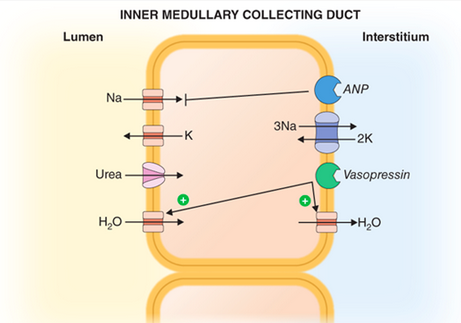 INNER MEDULLARY COLLECTING DUCT
Lumen
Interstitium
Na
ANP
K
3Na
2K
Urea
Vasopressin
+
+
H₂O
H₂O